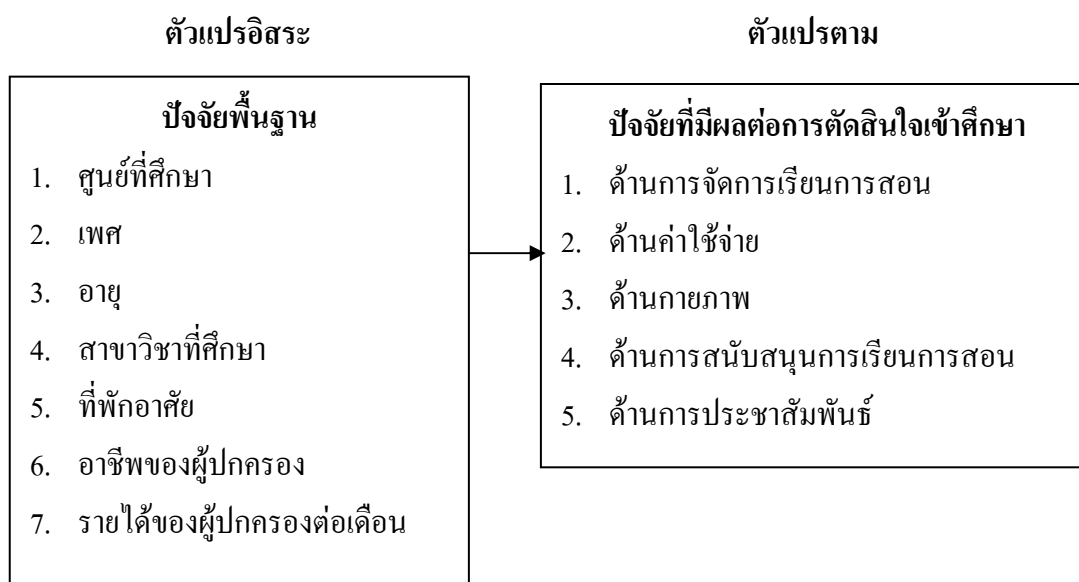 ตัวแปรอิสระ
ปัจจัยพื้นฐาน
1. ศูนย์ที่ศึกษา
2. เพศ
3. อายุ
4. สาขาวิชาที่ศึกษา
5. ที่พักอาศัย
6. อาชีพของผู้ปกครอง
7. รายได้ของผู้ปกครองต่อเดือน
ตัวแปรตาม
ปัจจัยที่มีผลต่อการตัดสินใจเข้าศึกษา
1. ด้านการจัดการเรียนการสอน
2. ด้านค่าใช้จ่าย
3. ด้านกายภาพ
4. ด้านการสนับสนุนการเรียนการสอน
5. ด้านการประชาสัมพันธ์